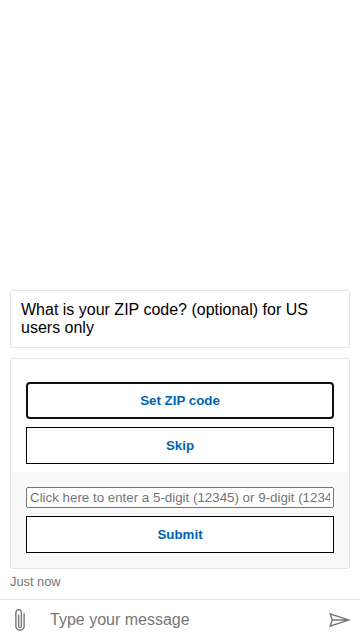 What is your ZIP code? (optional) for US
users only
Set ZIP code
Skip
Click here to enter a 5-digit (12345) or 9-digit (1234
Submit
Just now
Type your message